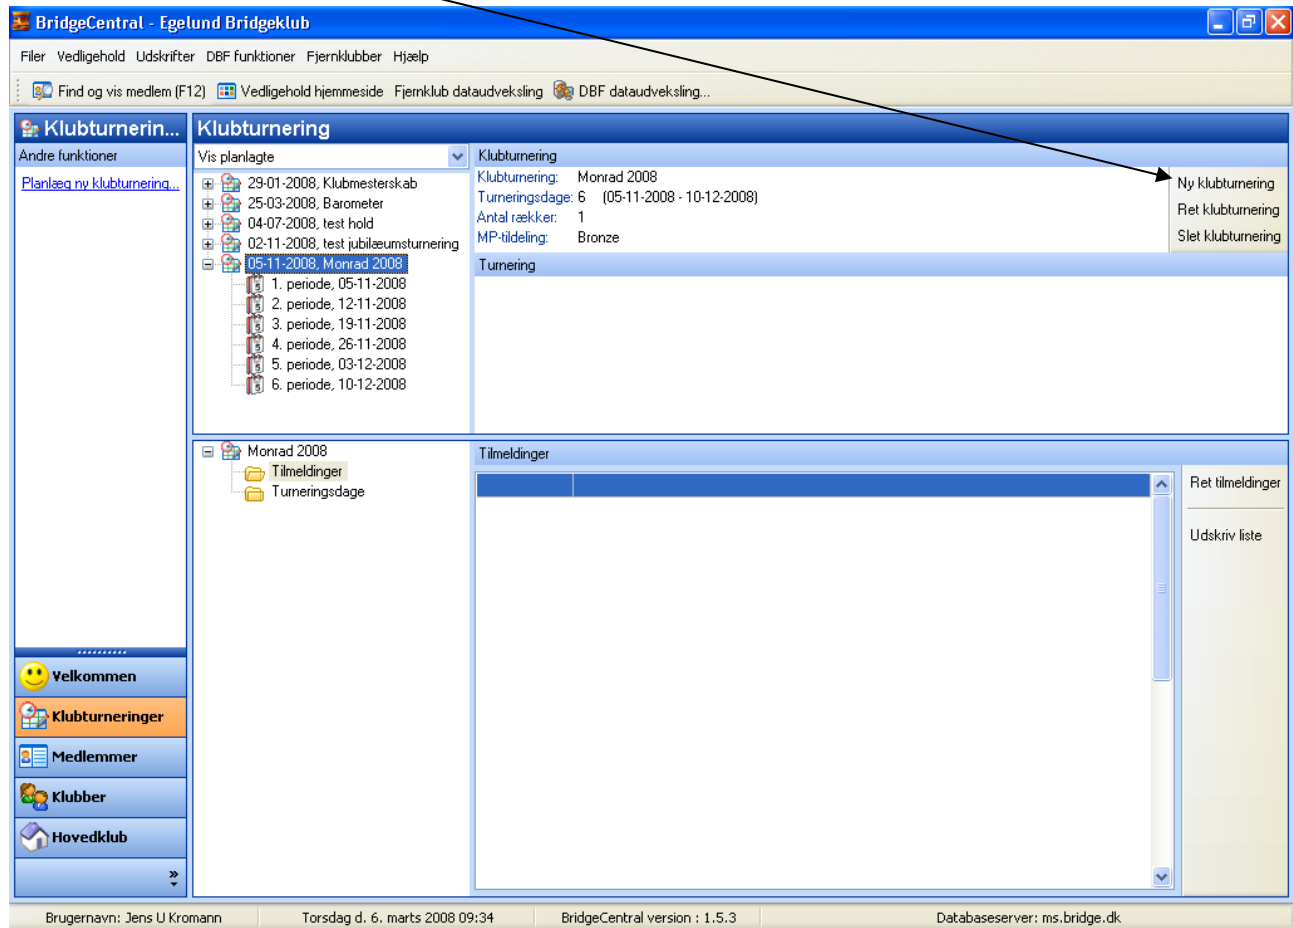 BridgeCentral - Egelund Bridgeklub
Filer Vedligehold Udskrifter DBF funktioner Fjernklubber Hjælp
Find og vis medlem (F12) Vedligehold hjemmeside Fjernklub dataudveksling DBF dataudveksling...
Klubturnerin...
Andre funktioner
Planlæg ny klubturnering...
Klubturnering
Vis planlagte
29-01-2008, Klubmesterskab
25-03-2008, Barometer
04-07-2008, test hold
02-11-2008, test jubilæumsturnering
05-11-2008, Monrad 2008
1. periode, 05-11-2008
2. periode, 12-11-2008
3. periode, 19-11-2008
4. periode, 26-11-2008
5. periode, 03-12-2008
6. periode, 10-12-2008
Klubturnering
Klubturnering: Monrad 2008
Turneringsdage: 6 (05-11-2008 - 10-12-2008)
Antal rækker: 1
MP-tildeling: Bronze
Ny klubturnering
Ret klubturnering
Slet klubturnering
Turnering
Monrad 2008
Tilmeldinger
Turneringsdage
Tilmeldinger
Ret tilmeldinger
Udskriv liste
Velkommen
Klubturneringer
Medlemmer
Klubber
Hovedklub
»
Brugernavn: Jens U Kromann Torsdag d. 6. marts 2008 09:34 BridgeCentral version : 1.5.3 Databaseserver: ms.bridge.dk